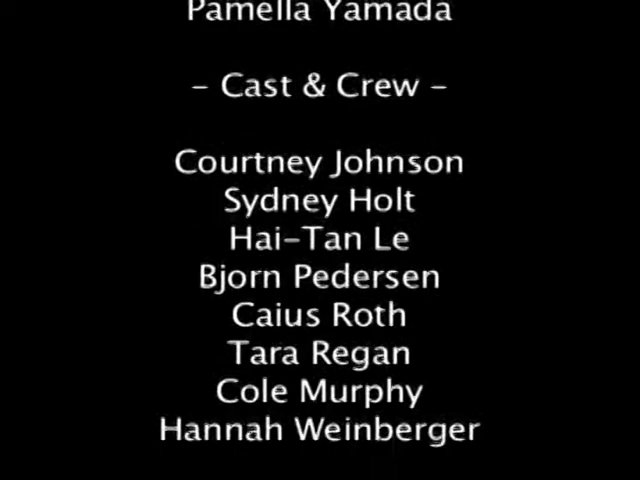 Pamella Yamada
- Cast & Crew -
Courtney Johnson
Sydney Holt
Hai-Tan Le
Bjorn Pedersen
Caius Roth
Tara Regan
Cole Murphy
Hannah Weinberger